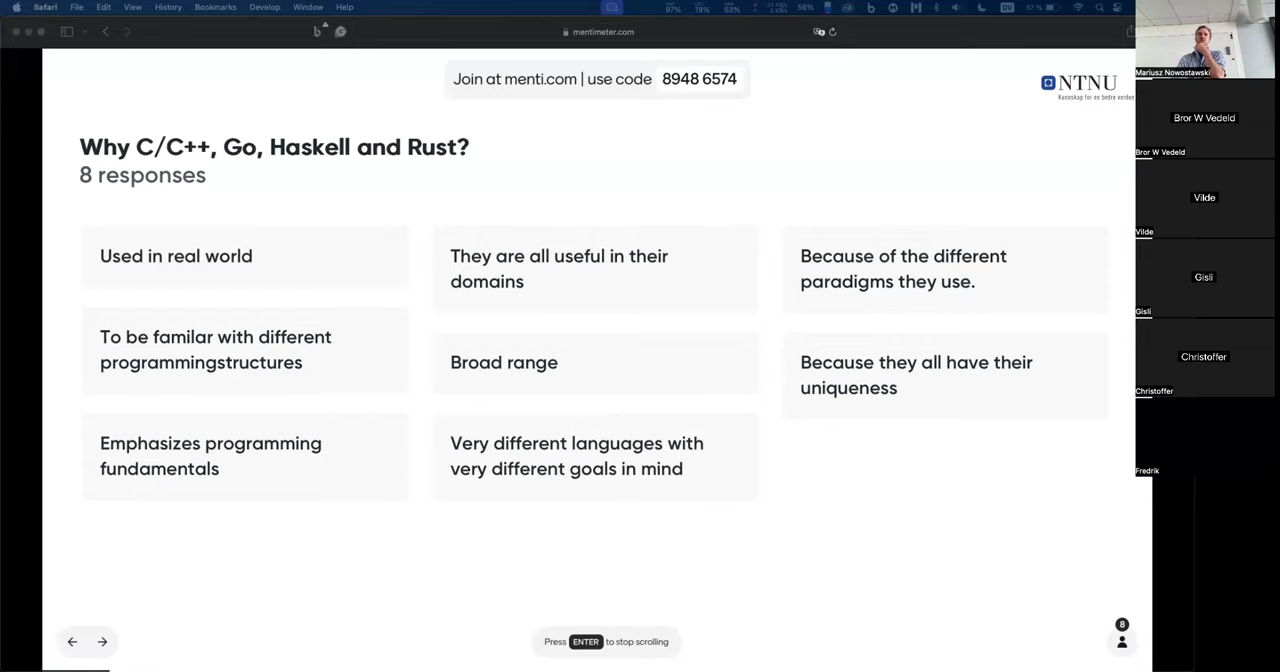 Safari File Edit View History Bookmarks Develop Window Help
97% 19% 63% 56% 57 %
mentimeter.com
Join at menti.com | use code 8948 6574
NTNU
Kunnskap for en bedre verden
Why C/C++, Go, Haskell and Rust?
8 responses
Used in real world
To be familar with different
programmingstructures
Emphasizes programming
fundamentals
They are all useful in their
domains
Broad range
Very different languages with
very different goals in mind
Because of the different
paradigms they use.
Because they all have their
uniqueness
Press ENTER to stop scrolling
8
Mariusz Nowostawski
Bror W Vedeld
Bror W Vedeld
Vilde
Vilde
Gisli
Gisli
Christoffer
Christoffer
Fredrik